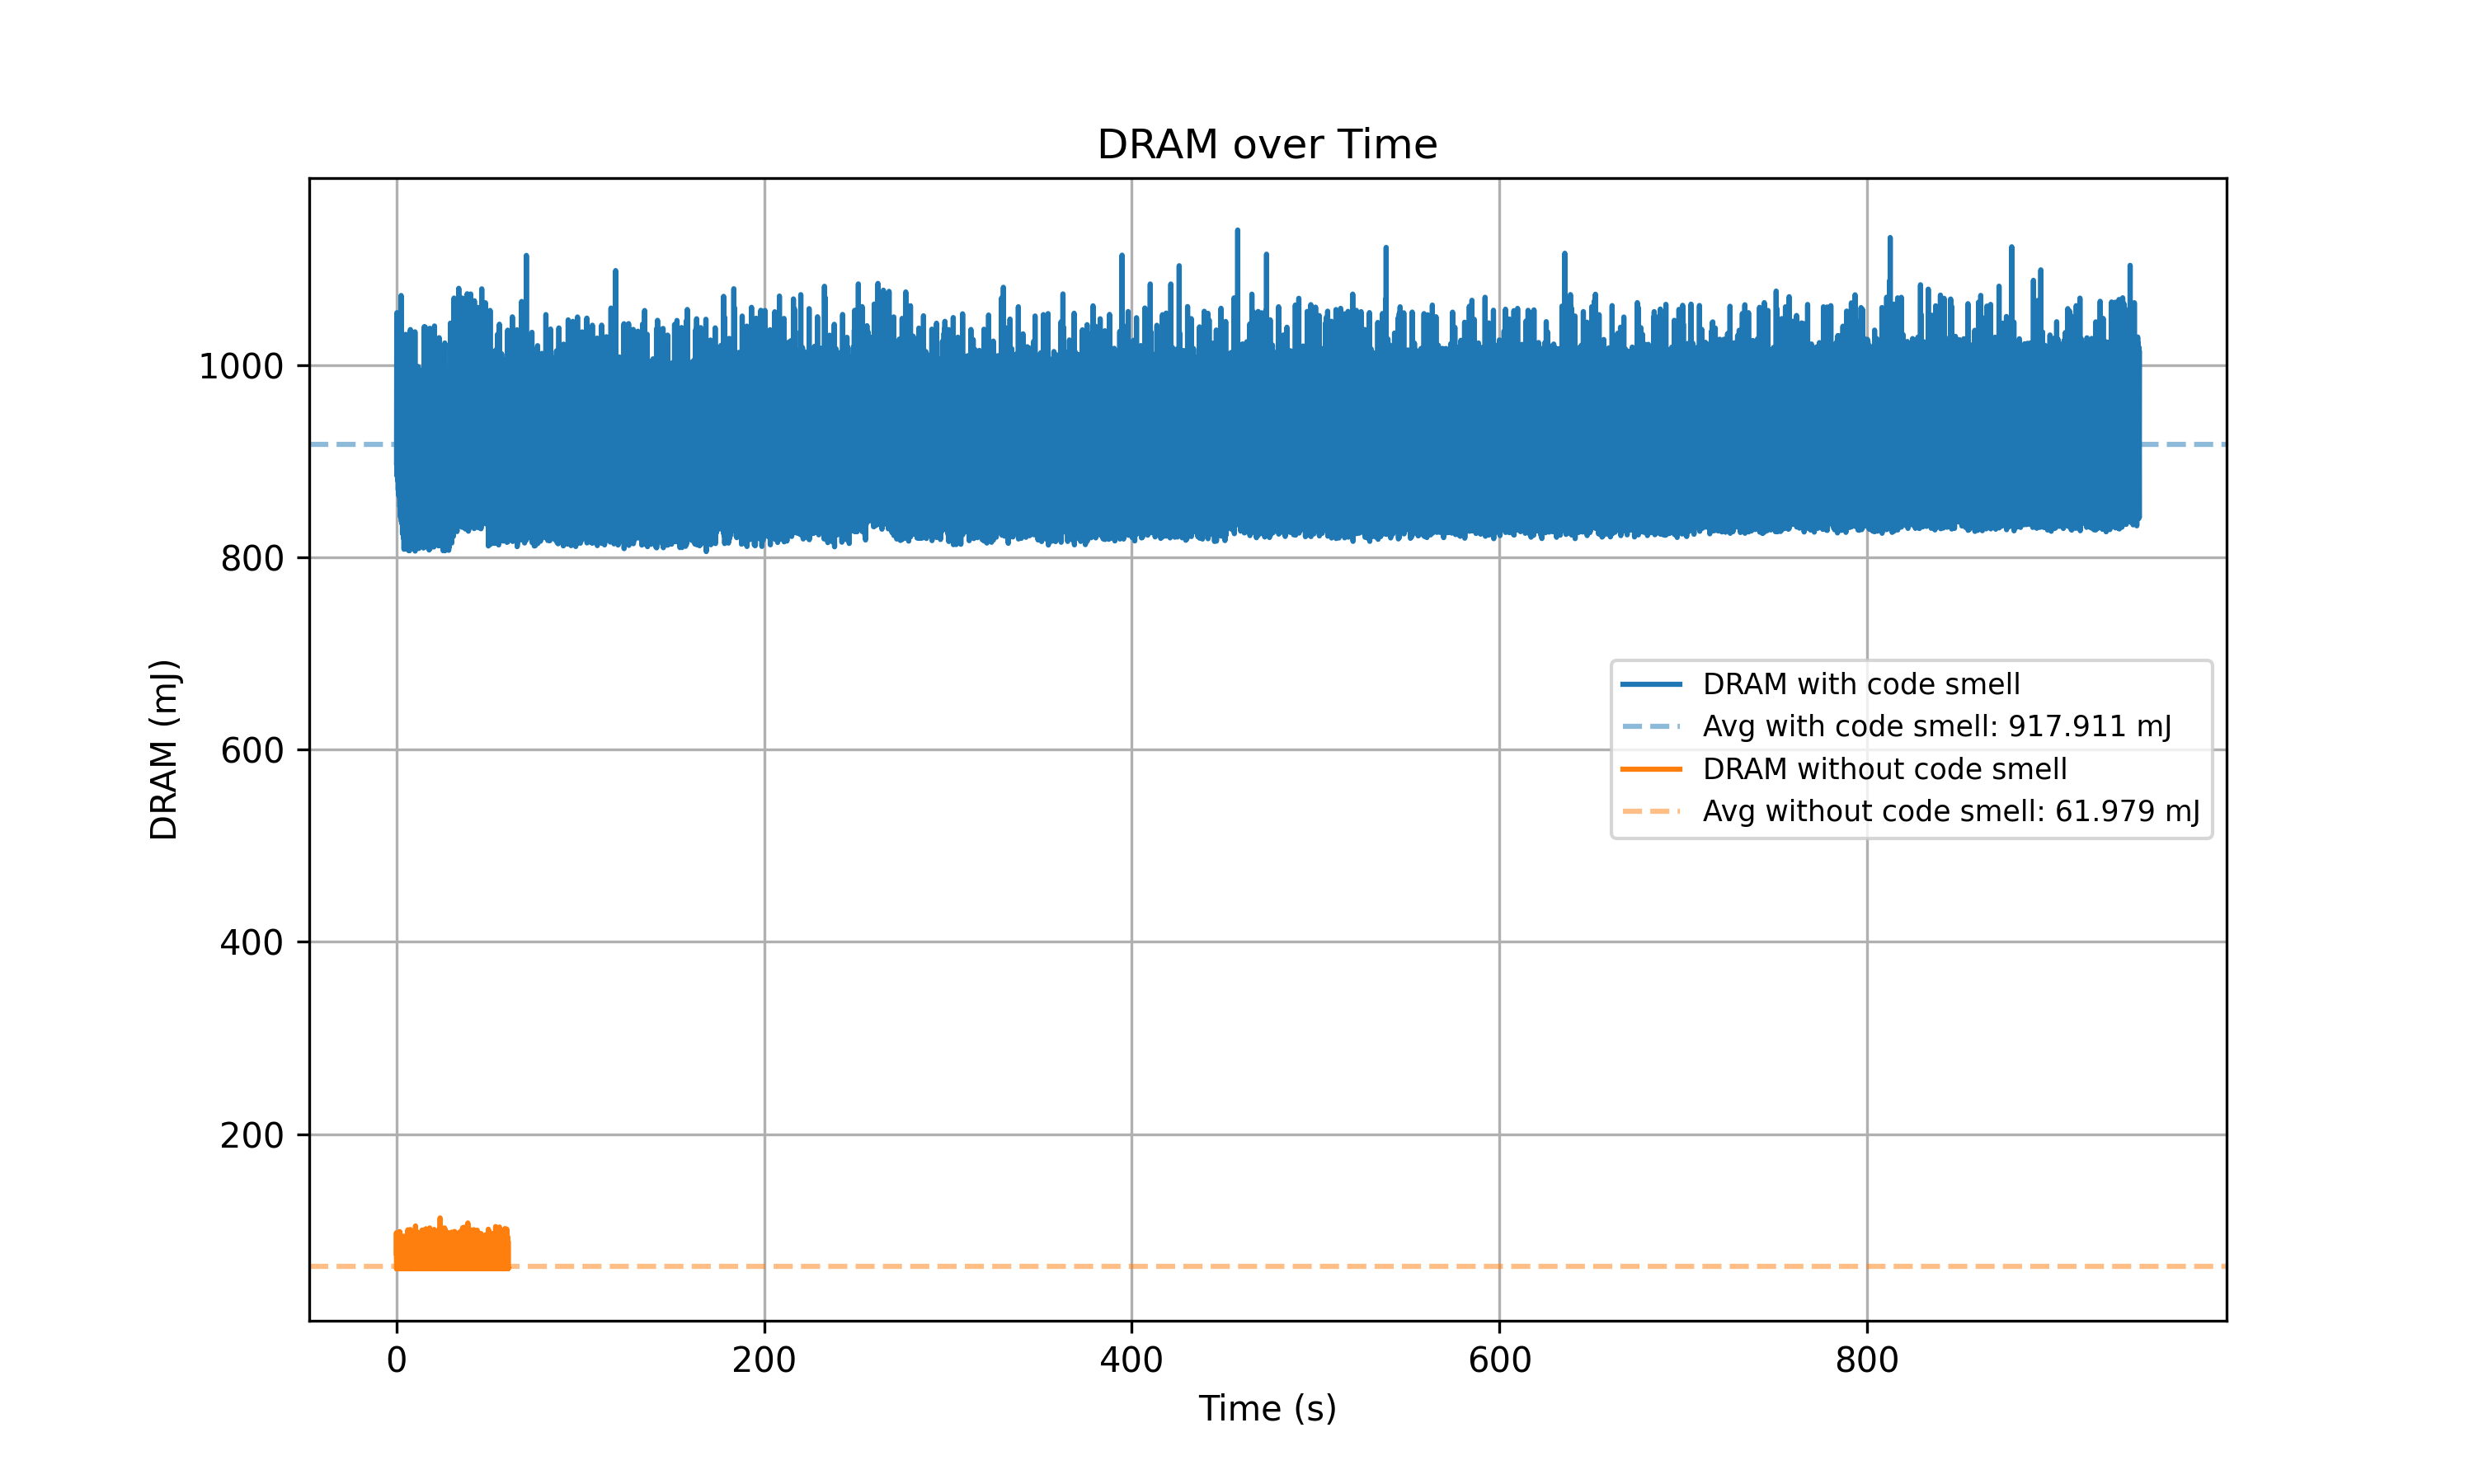 DRAM over Time
DRAM (mJ)
1000
800
600
400
200
DRAM with code smell
Avg with code smell: 917.911 mJ
DRAM without code smell
Avg without code smell: 61.979 mJ
0 200 400 600 800
Time (s)